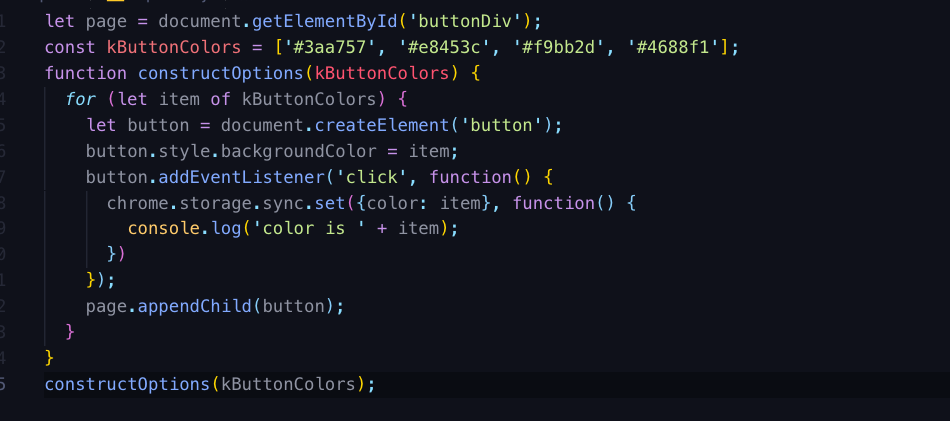 let page = document.getElementById('buttonDiv');
const kButtonColors = ['#3aa757', '#e8453c', '#f9bb2d', '#4688f1'];
function constructOptions(kButtonColors) {
  for (let item of kButtonColors) {
    let button = document.createElement('button');
    button.style.backgroundColor = item;
    button.addEventListener('click', function() {
      chrome.storage.sync.set({color: item}, function() {
        console.log('color is ' + item);
      })
    });
    page.appendChild(button);
  }
}
constructOptions(kButtonColors);